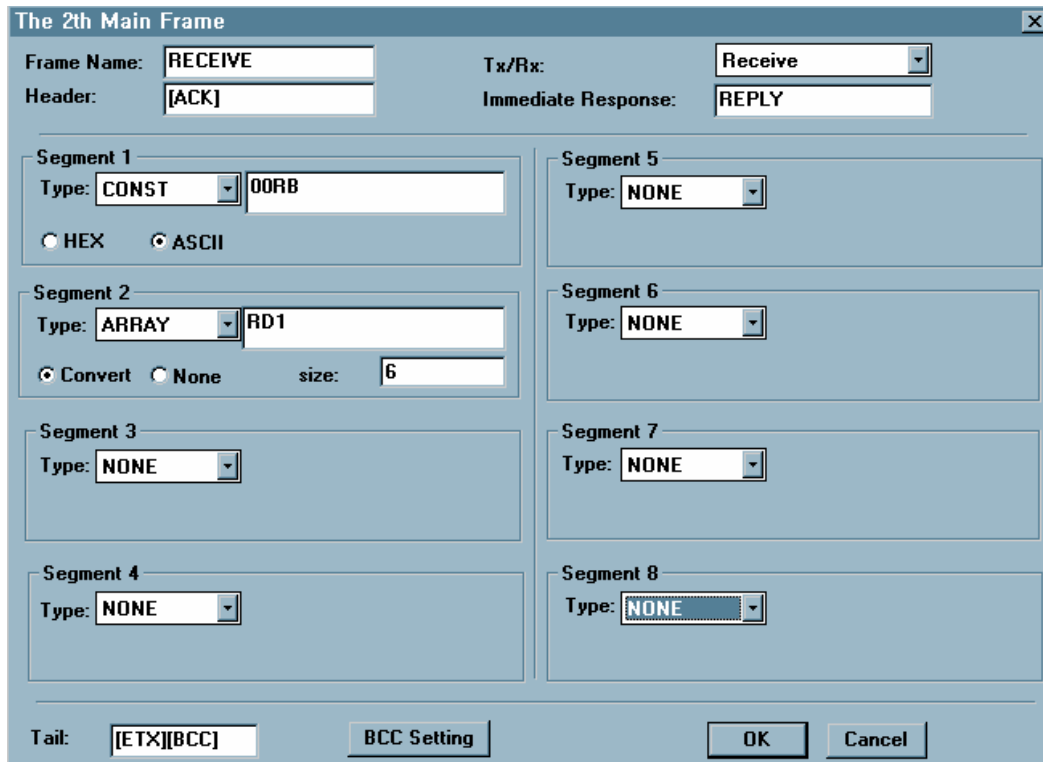 The 2th Main Frame
Frame Name: RECEIVE
Tx/Rx: Receive
Header: [ACK]
Immediate Response: REPLY
Segment 1
Type: CONST 00RB
HEX ASCII
Segment 2
Type: ARRAY RD1
Convert None size: 6
Segment 3
Type: NONE
Segment 4
Type: NONE
Segment 5
Type: NONE
Segment 6
Type: NONE
Segment 7
Type: NONE
Segment 8
Type: NONE
Tail: [ETX][BCC]
BCC Setting
OK
Cancel